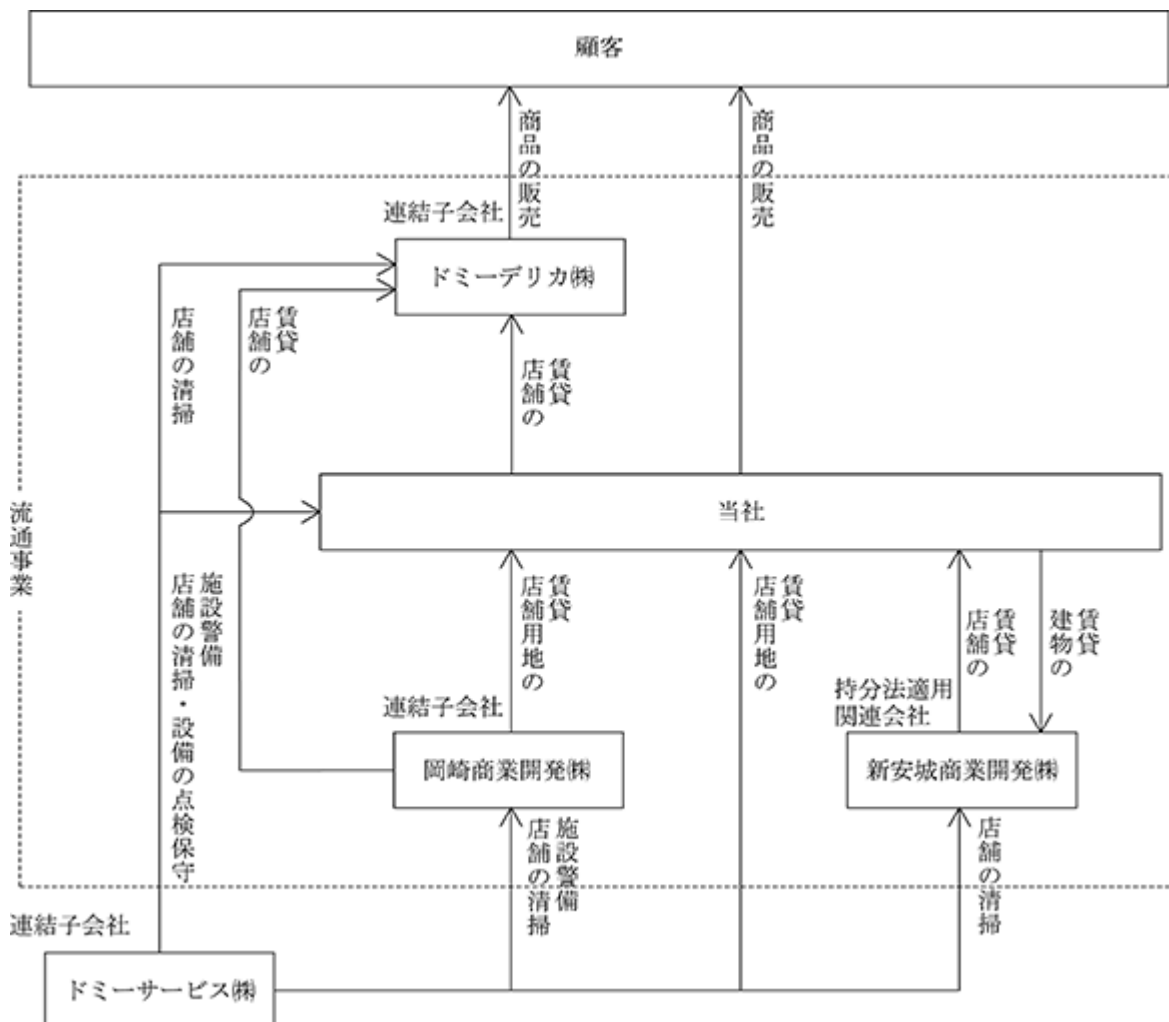 顧客
商品の販売
商品の販売
連結子会社
ドミーデリカ㈱
店舗の清掃
店舗の
賃貸
店舗の
賃貸
当社
流通事業
施設警備
店舗の清掃・設備の点検保守
店舗用地の
賃貸
店舗用地の
賃貸
店舗の
賃貸
建物の
賃貸
連結子会社
岡崎商業開発㈱
持分法適用
関連会社
新安城商業開発㈱
施設警備
店舗の清掃
店舗の清掃
連結子会社
ドミーサービス㈱